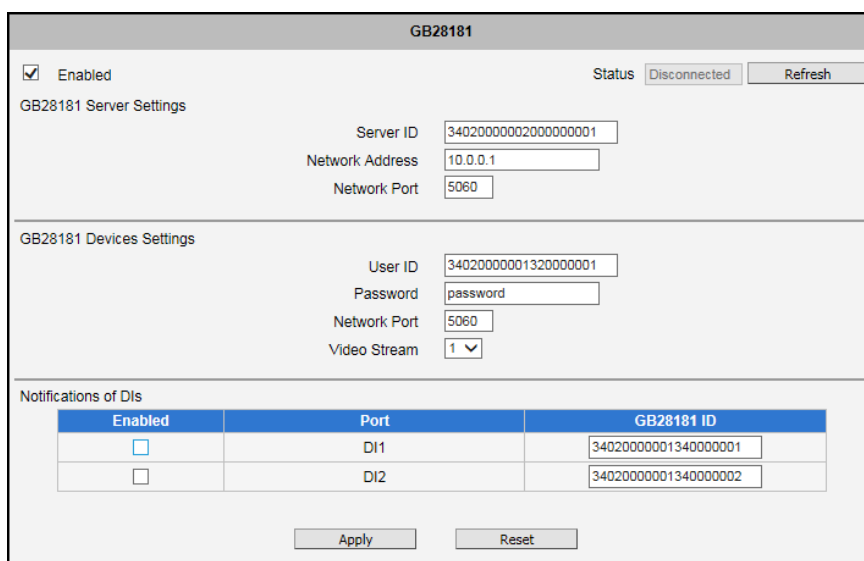 GB28181
Enabled Status Disconnected Refresh
GB28181 Server Settings
Server ID 34020000002000000001
Network Address 10.0.0.1
Network Port 5060
GB28181 Devices Settings
User ID 34020000001320000001
Password password
Network Port 5060
Video Stream 1
Notifications of DIs
Enabled Port GB28181 ID
DI1 34020000001340000001
DI2 34020000001340000002
Apply Reset